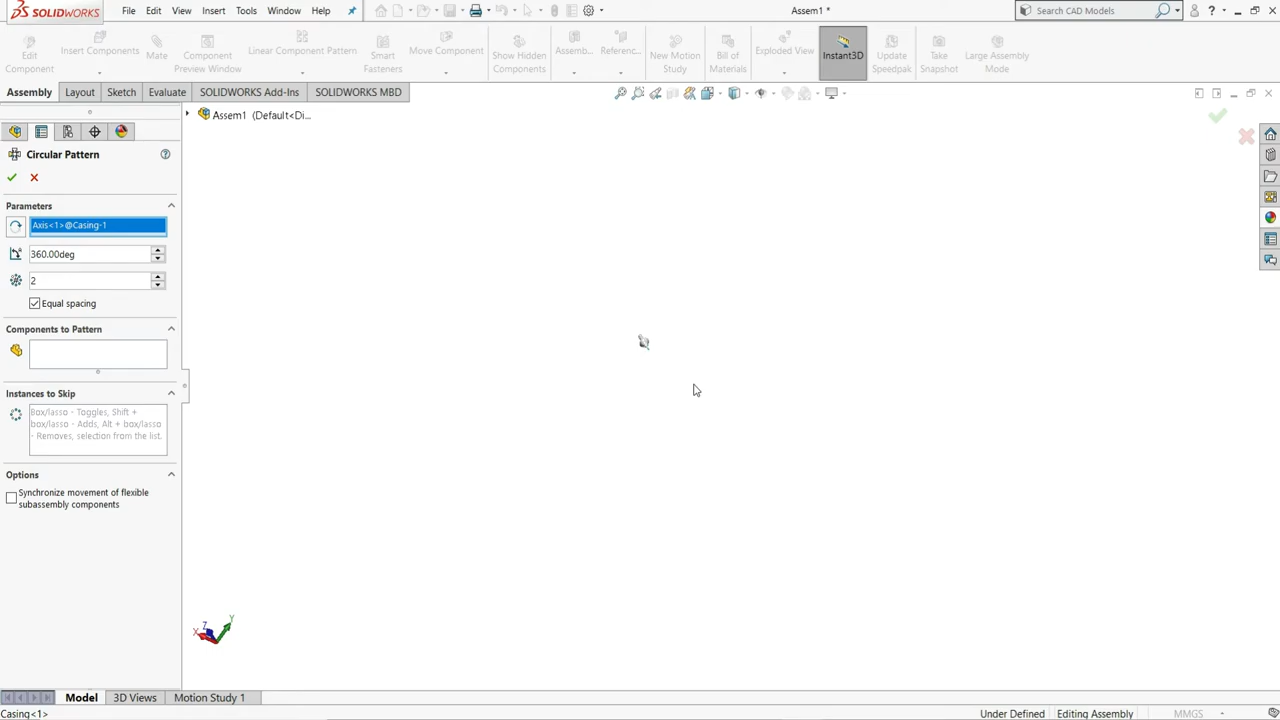 SOLIDWORKS
File Edit View Insert Tools Window Help
Assem1 *
Search CAD Models
?
Edit Component
Insert Components
Mate
Component Preview Window
Linear Component Pattern
Smart Fasteners
Move Component
Show Hidden Components
Assemb...
Referenc...
New Motion Study
Bill of Materials
Exploded View
Instant3D
Update Speedpak
Take Snapshot
Large Assembly Mode
Assembly Layout Sketch Evaluate SOLIDWORKS Add-Ins SOLIDWORKS MBD
Assem1 (Default<Di...
Circular Pattern
?
Parameters
Axis<1>@Casing-1
360.00deg
2
Equal spacing
Components to Pattern
Instances to Skip
Box/lasso - Toggles, Shift +
box/lasso - Adds, Alt + box/lasso
- Removes, selection from the list.
Options
Synchronize movement of flexible
subassembly components
X Z Y
Model 3D Views Motion Study 1
Casing<1>
Under Defined Editing Assembly MMGS